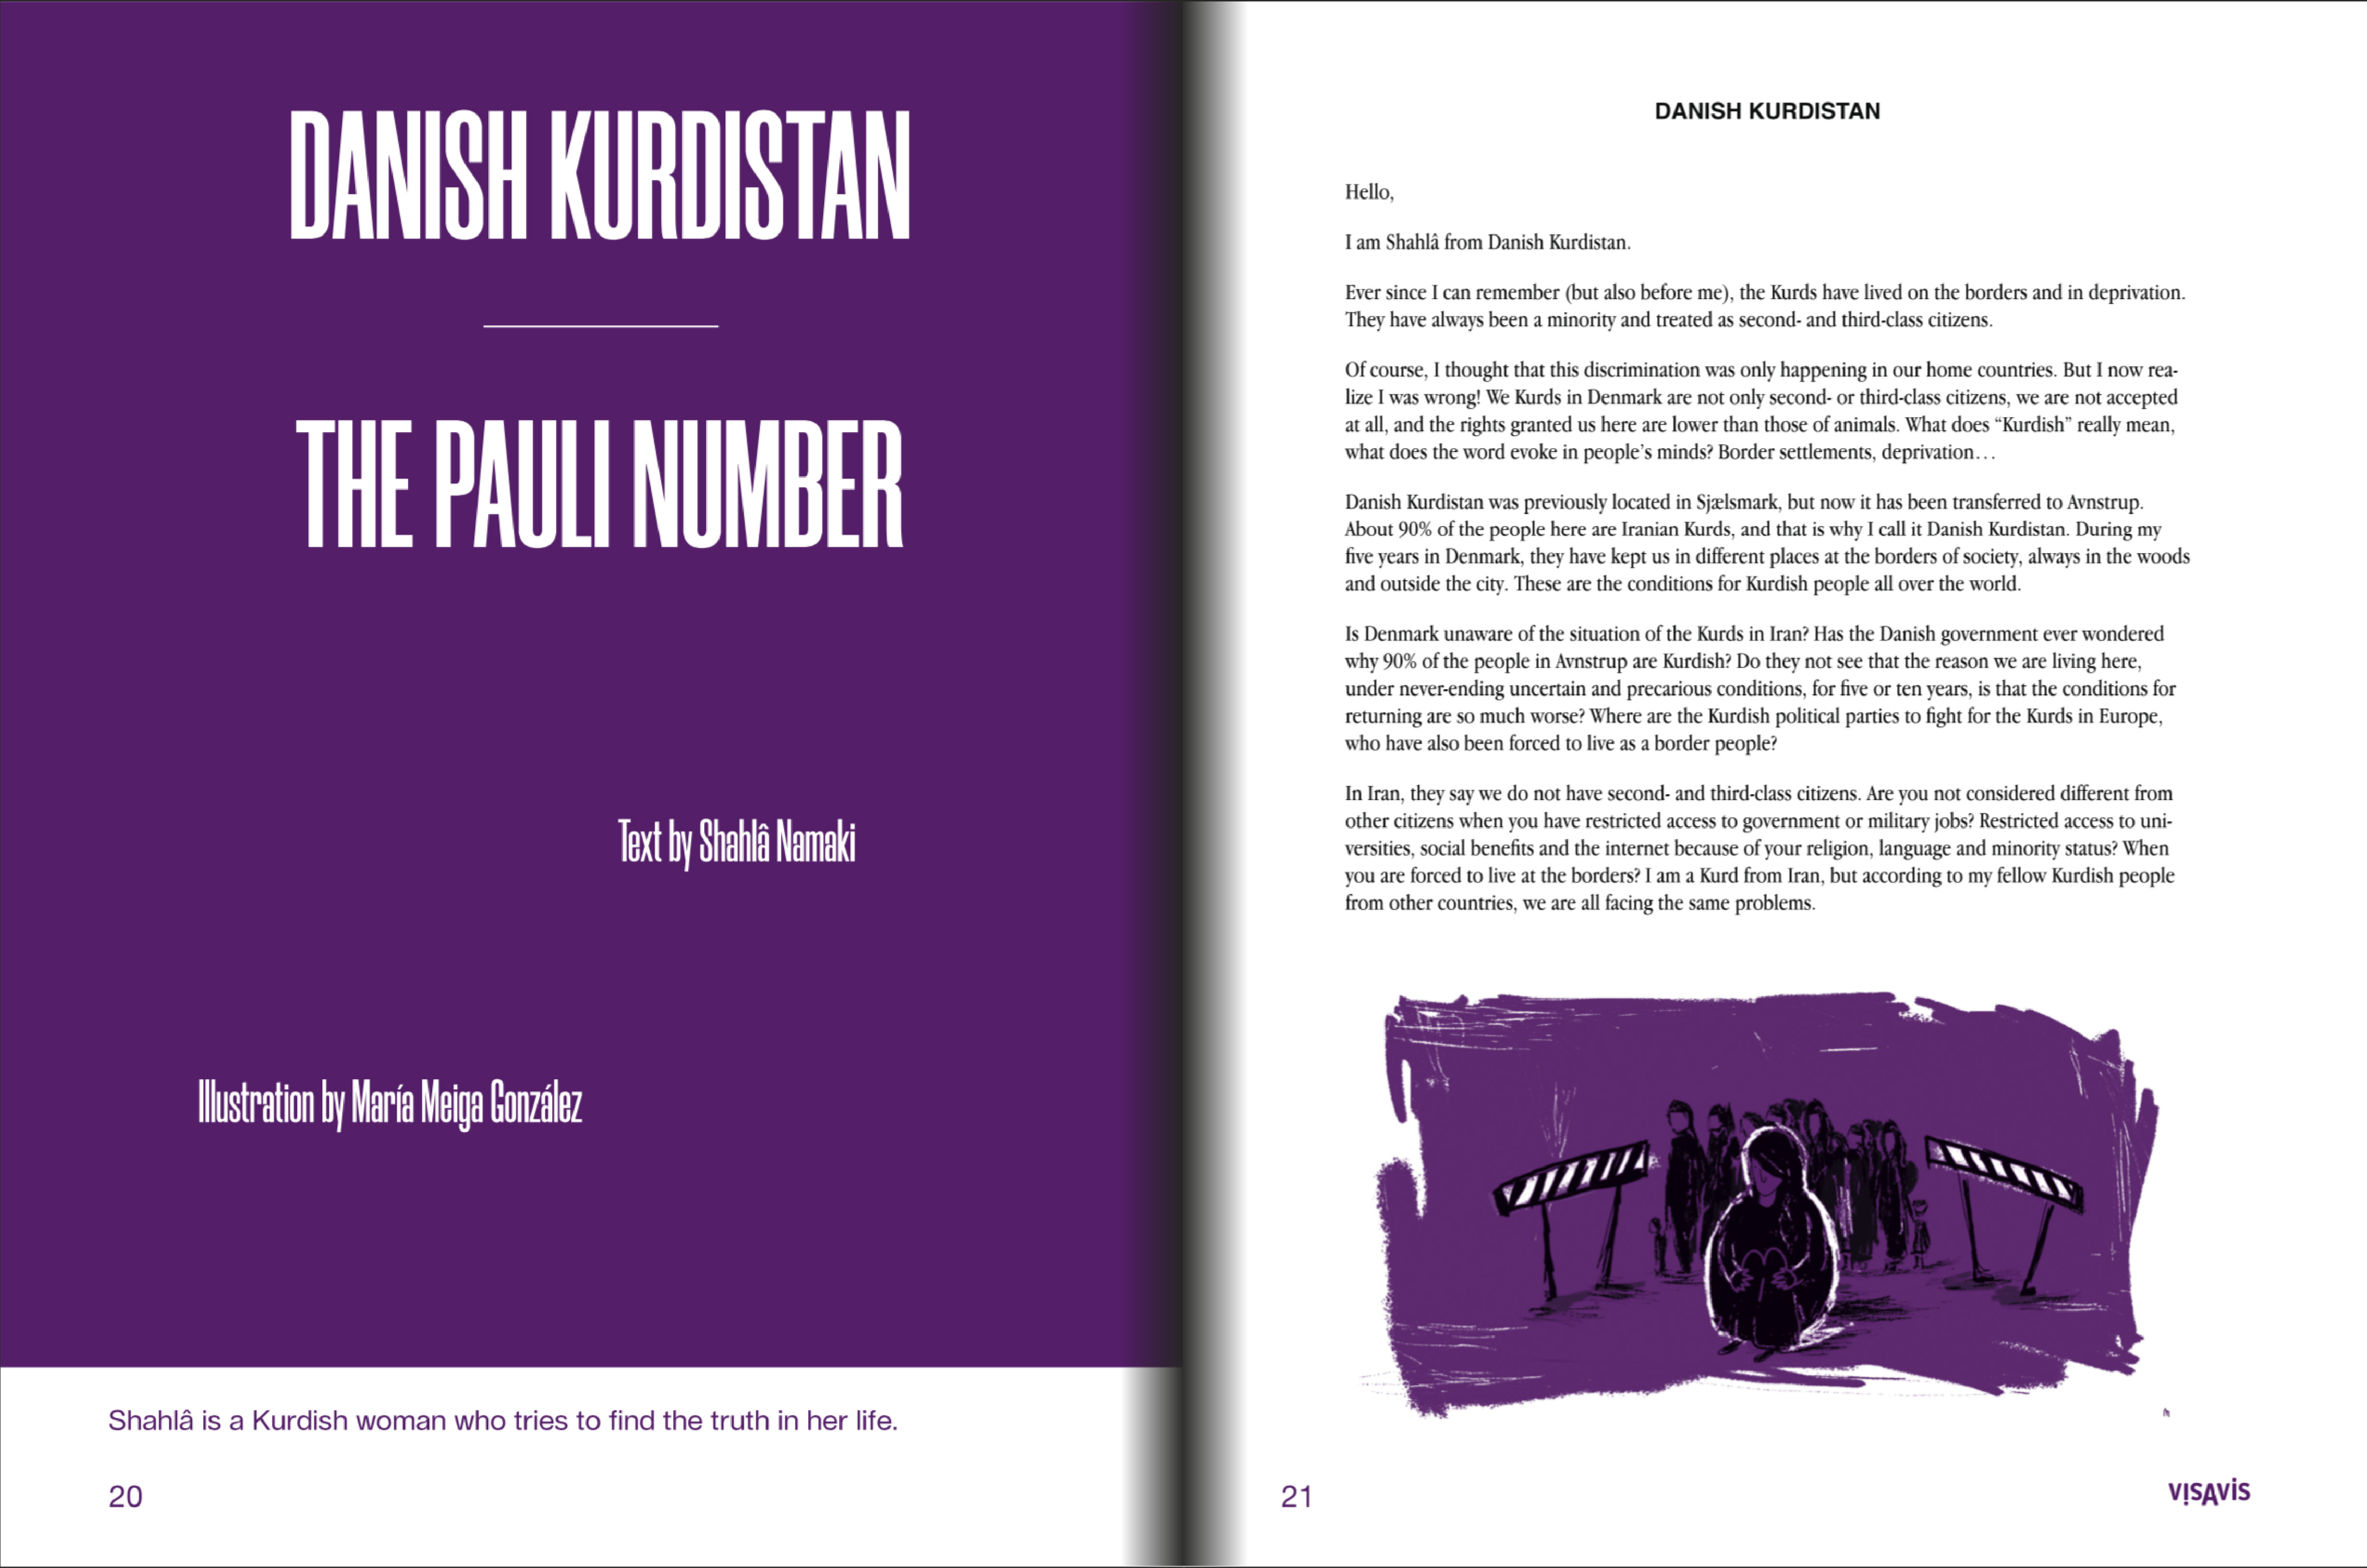 DANISH KURDISTAN
THE PAULI NUMBER
Text by Shahlâ Namaki
Illustration by María Meiga González
Shahlâ is a Kurdish woman who tries to find the truth in her life.
20
DANISH KURDISTAN
Hello,
I am Shahlâ from Danish Kurdistan.
Ever since I can remember (but also before me), the Kurds have lived on the borders and in deprivation.
They have always been a minority and treated as second- and third-class citizens.
Of course, I thought that this discrimination was only happening in our home countries. But I now rea-
lize I was wrong! We Kurds in Denmark are not only second- or third-class citizens, we are not accepted
at all, and the rights granted us here are lower than those of animals. What does “Kurdish” really mean,
what does the word evoke in people’s minds? Border settlements, deprivation…
Danish Kurdistan was previously located in Sjælsmark, but now it has been transferred to Avnstrup.
About 90% of the people here are Iranian Kurds, and that is why I call it Danish Kurdistan. During my
five years in Denmark, they have kept us in different places at the borders of society, always in the woods
and outside the city. These are the conditions for Kurdish people all over the world.
Is Denmark unaware of the situation of the Kurds in Iran? Has the Danish government ever wondered
why 90% of the people in Avnstrup are Kurdish? Do they not see that the reason we are living here,
under never-ending uncertain and precarious conditions, for five or ten years, is that the conditions for
returning are so much worse? Where are the Kurdish political parties to fight for the Kurds in Europe,
who have also been forced to live as a border people?
In Iran, they say we do not have second- and third-class citizens. Are you not considered different from
other citizens when you have restricted access to government or military jobs? Restricted access to uni-
versities, social benefits and the internet because of your religion, language and minority status? When
you are forced to live at the borders? I am a Kurd from Iran, but according to my fellow Kurdish people
from other countries, we are all facing the same problems.
21
VISAVIS